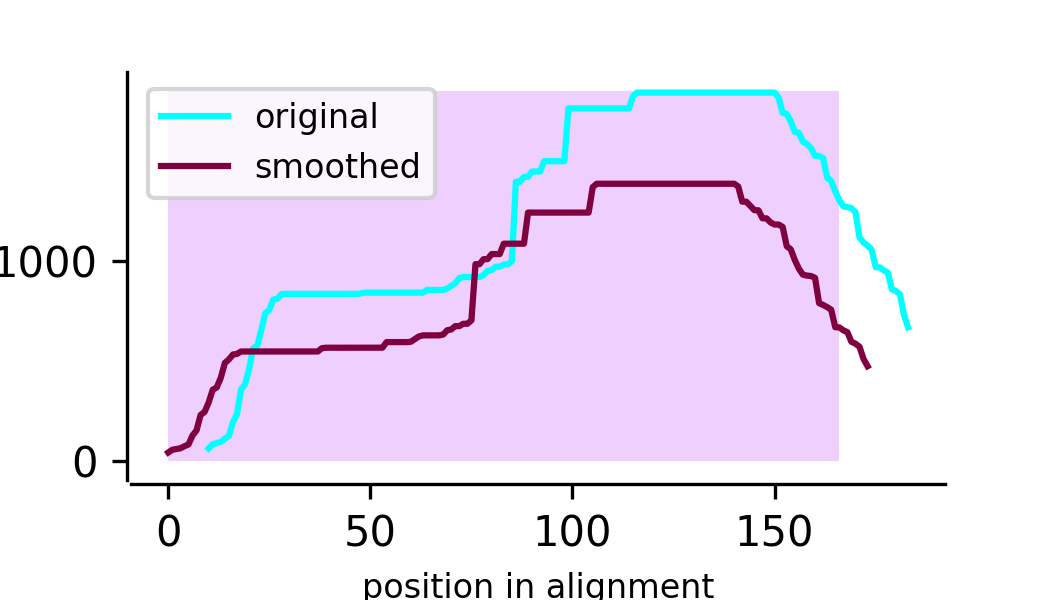 original
smoothed
1000
0
0 50 100 150
position in alignment